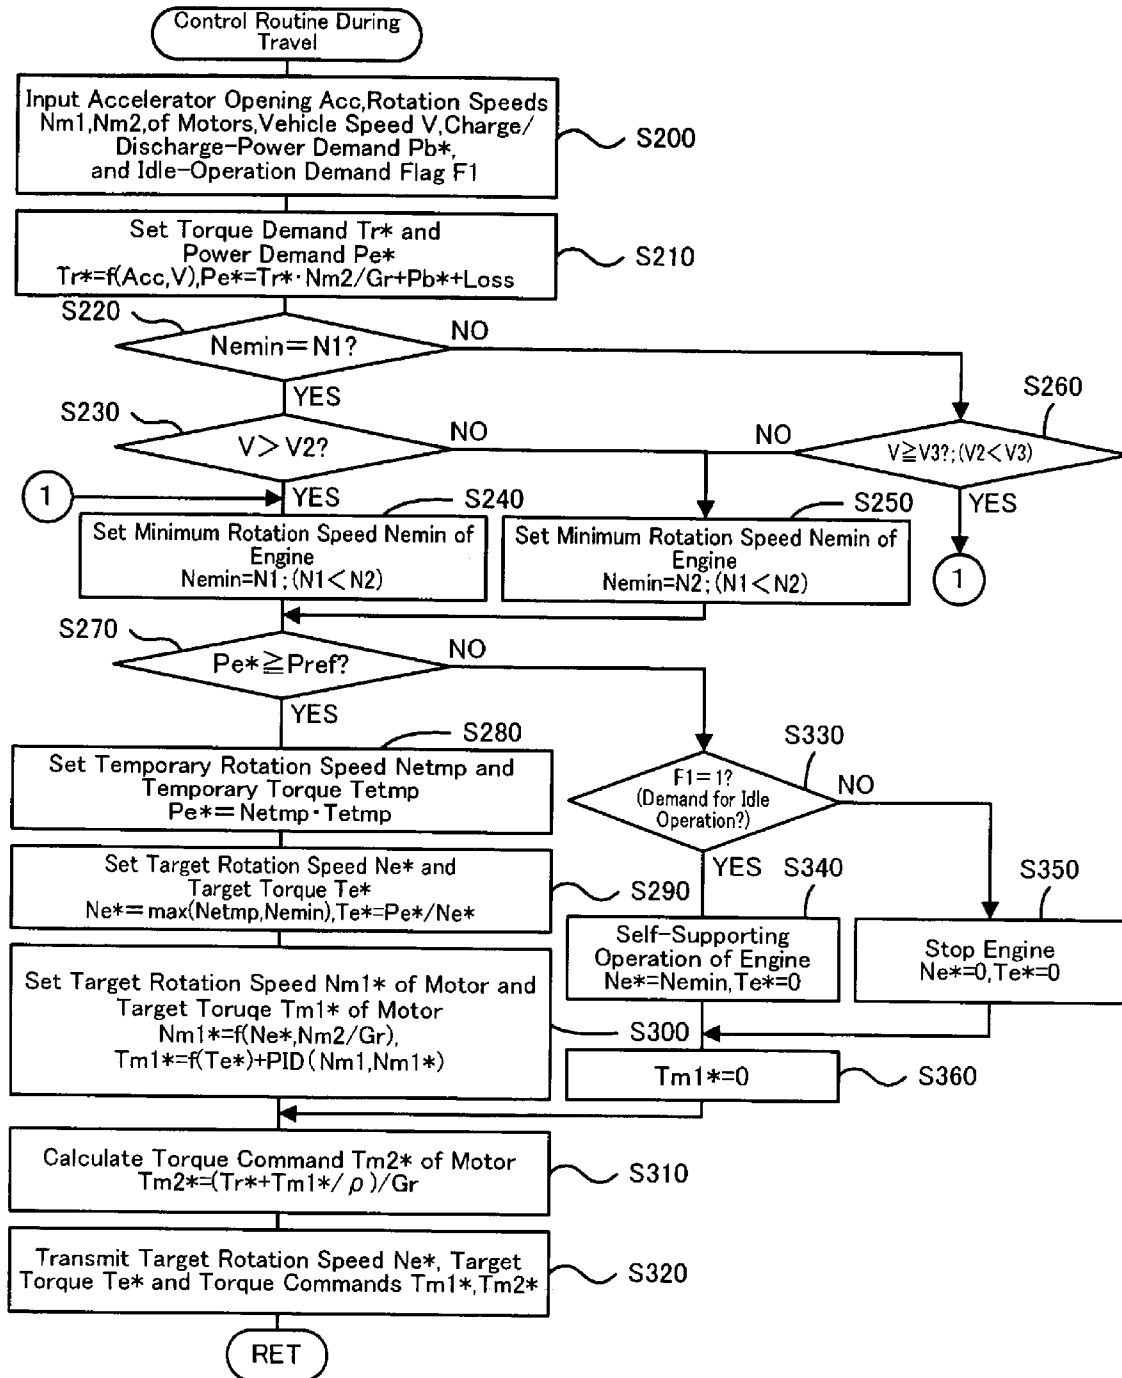 Control Routine During
Travel
Input Accelerator Opening Acc,Rotation Speeds
Nm1,Nm2,of Motors,Vehicle Speed V,Charge/
Discharge-Power Demand Pb*,
and Idle-Operation Demand Flag F1
S200
Set Torque Demand Tr* and
Power Demand Pe*
Tr*=f(Acc,V),Pe*=Tr*·Nm2/Gr+Pb*+Loss
S210
S220
Nemin=N1?
NO
YES
S230
V>V2?
NO
YES
S260
V≧V3?;(V2<V3)
NO
YES
1
1
S240
Set Minimum Rotation Speed Nemin of
Engine
Nemin=N1;(N1<N2)
S250
Set Minimum Rotation Speed Nemin of
Engine
Nemin=N2;(N1<N2)
S270
Pe*≧Pref?
NO
YES
S280
Set Temporary Rotation Speed Netmp and
Temporary Torque Tetmp
Pe*=Netmp·Tetmp
S330
F1=1?
(Demand for Idle
Operation?)
NO
YES
Set Target Rotation Speed Ne* and
Target Torque Te*
Ne*=max(Netmp,Nemin),Te*=Pe*/Ne*
S290
S340
Self-Supporting
Operation of Engine
Ne*=Nemin,Te*=0
S350
Stop Engine
Ne*=0,Te*=0
Set Target Rotation Speed Nm1* of Motor and
Target Toruqe Tm1* of Motor
Nm1*=f(Ne*,Nm2/Gr),
Tm1*=f(Te*)+PID(Nm1,Nm1*)
S300
Tm1*=0
S360
Calculate Torque Command Tm2* of Motor
Tm2*=(Tr*+Tm1*/ρ)/Gr
S310
Transmit Target Rotation Speed Ne*, Target
Torque Te* and Torque Commands Tm1*,Tm2*
S320
RET